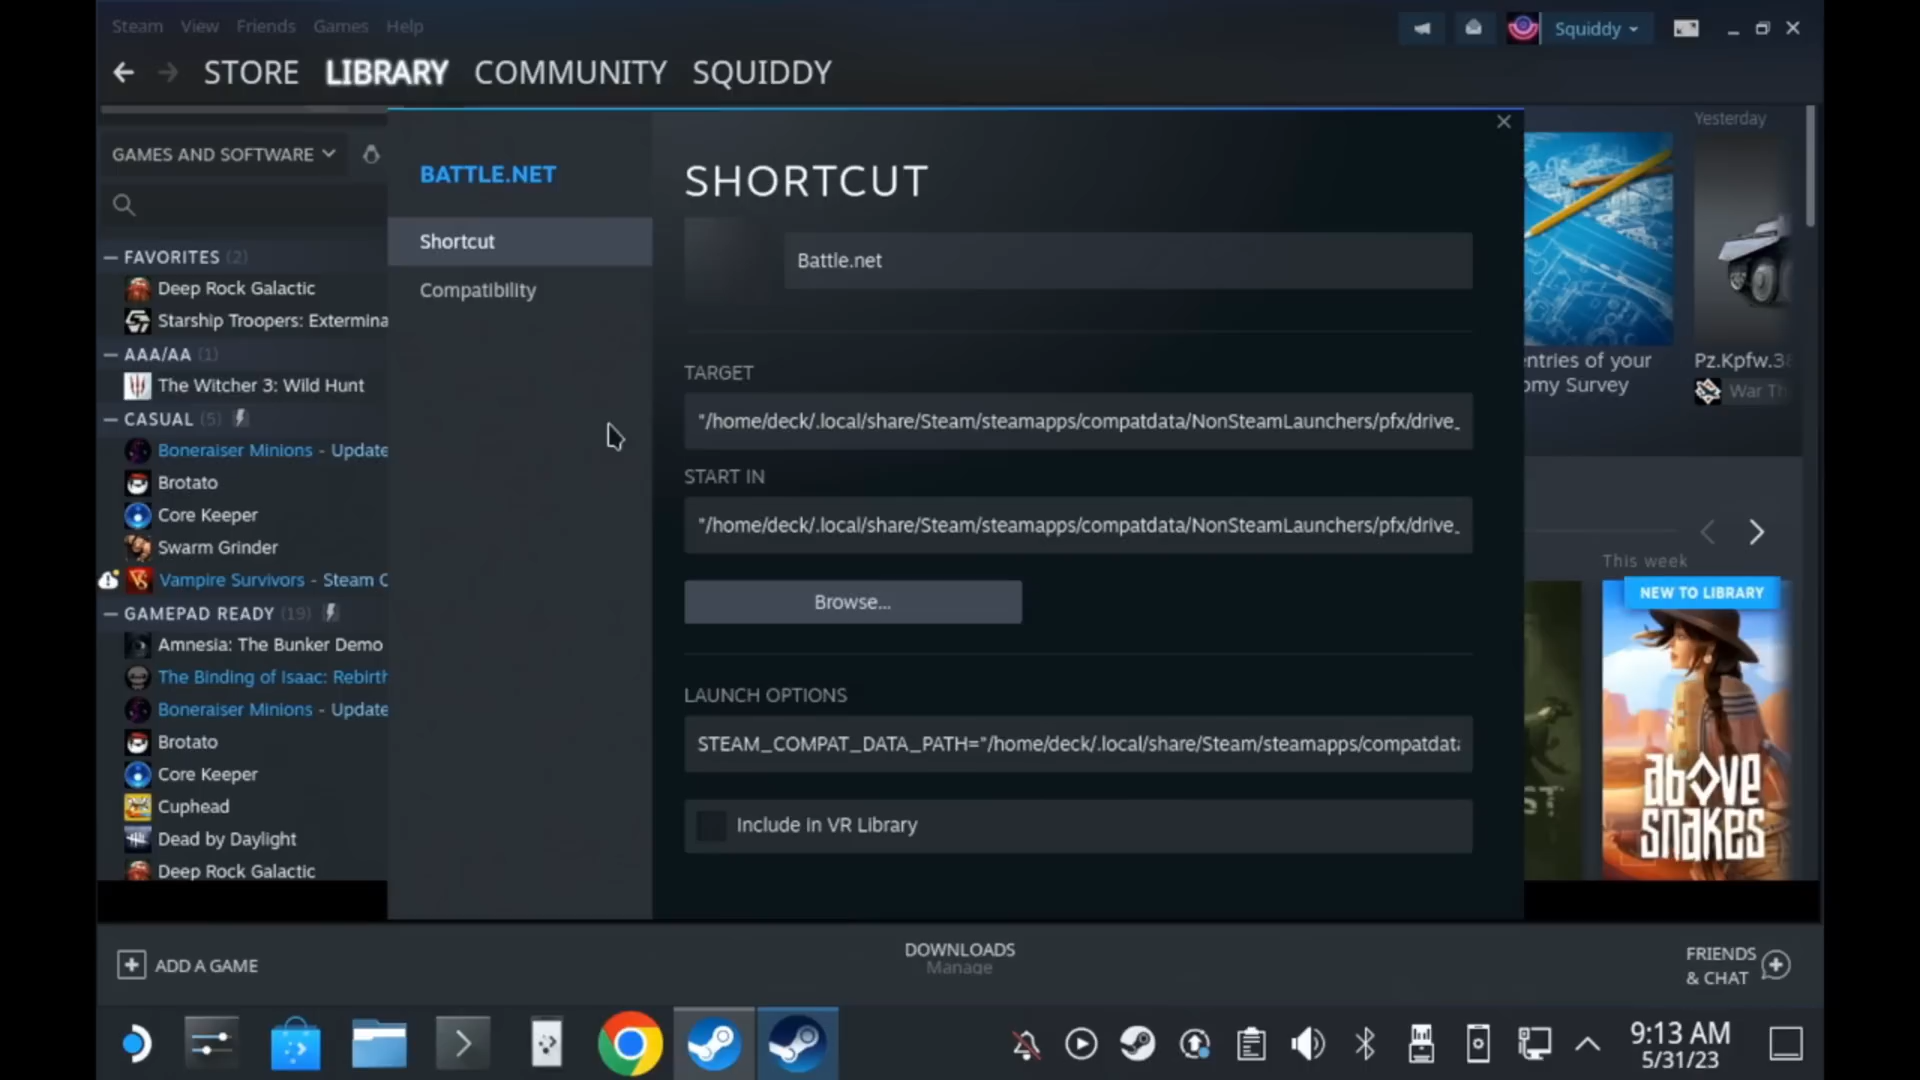 Steam View Friends Games Help
Squiddy
STORE LIBRARY COMMUNITY SQUIDDY
GAMES AND SOFTWARE
FAVORITES (2)
Deep Rock Galactic
Starship Troopers: Extermina
AAA/AA (1)
The Witcher 3: Wild Hunt
CASUAL (5)
Boneraiser Minions - Update
Brotato
Core Keeper
Swarm Grinder
Vampire Survivors - Steam C
GAMEPAD READY (19)
Amnesia: The Bunker Demo
The Binding of Isaac: Rebirth
Boneraiser Minions - Update
Brotato
Core Keeper
Cuphead
Dead by Daylight
Deep Rock Galactic
BATTLE.NET
Shortcut
Compatibility
SHORTCUT
Battle.net
TARGET
"/home/deck/.local/share/Steam/steamapps/compatdata/NonSteamLaunchers/pfx/drive_
START IN
"/home/deck/.local/share/Steam/steamapps/compatdata/NonSteamLaunchers/pfx/drive_
Browse...
LAUNCH OPTIONS
STEAM_COMPAT_DATA_PATH="/home/deck/.local/share/Steam/steamapps/compatdata
Include in VR Library
Yesterday
entries of your
omy Survey
Pz.Kpfw.38
War Th
This week
NEW TO LIBRARY
above
snakes
ADD A GAME
DOWNLOADS
Manage
FRIENDS
& CHAT
9:13 AM
5/31/23